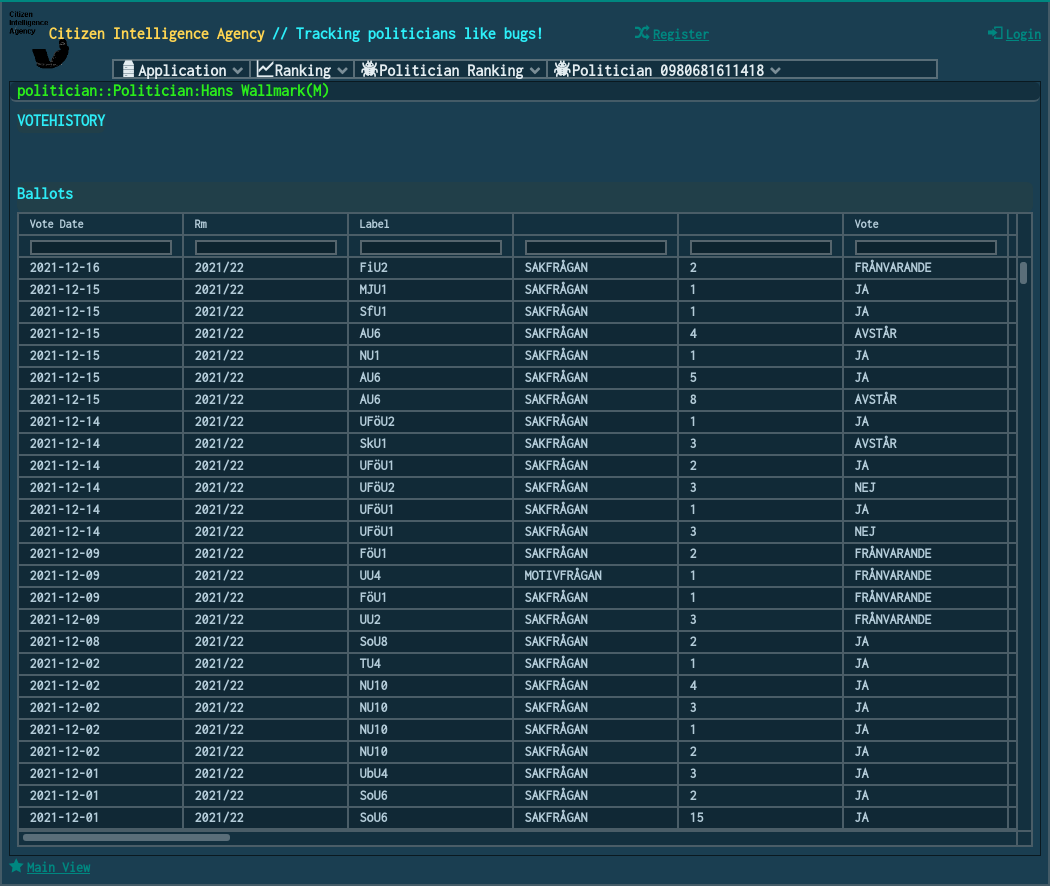 Citizen
Intelligence
Agency
Citizen Intelligence Agency // Tracking politicians like bugs!
Register
Login
Application Ranking Politician Ranking Politician 0980681611418
politician::Politician:Hans Wallmark(M)
VOTEHISTORY
Ballots
Vote Date Rm Label Vote
2021-12-16 2021/22 FiU2 SAKFRÅGAN 2 FRÅNVARANDE
2021-12-15 2021/22 MJU1 SAKFRÅGAN 1 JA
2021-12-15 2021/22 SfU1 SAKFRÅGAN 1 JA
2021-12-15 2021/22 AU6 SAKFRÅGAN 4 AVSTÅR
2021-12-15 2021/22 NU1 SAKFRÅGAN 1 JA
2021-12-15 2021/22 AU6 SAKFRÅGAN 5 JA
2021-12-15 2021/22 AU6 SAKFRÅGAN 8 AVSTÅR
2021-12-14 2021/22 UFöU2 SAKFRÅGAN 1 JA
2021-12-14 2021/22 SkU1 SAKFRÅGAN 3 AVSTÅR
2021-12-14 2021/22 UFöU1 SAKFRÅGAN 2 JA
2021-12-14 2021/22 UFöU2 SAKFRÅGAN 3 NEJ
2021-12-14 2021/22 UFöU1 SAKFRÅGAN 1 JA
2021-12-14 2021/22 UFöU1 SAKFRÅGAN 3 NEJ
2021-12-09 2021/22 FöU1 SAKFRÅGAN 2 FRÅNVARANDE
2021-12-09 2021/22 UU4 MOTIVFRÅGAN 1 FRÅNVARANDE
2021-12-09 2021/22 FöU1 SAKFRÅGAN 1 FRÅNVARANDE
2021-12-09 2021/22 UU2 SAKFRÅGAN 3 FRÅNVARANDE
2021-12-08 2021/22 SoU8 SAKFRÅGAN 2 JA
2021-12-02 2021/22 TU4 SAKFRÅGAN 1 JA
2021-12-02 2021/22 NU10 SAKFRÅGAN 4 JA
2021-12-02 2021/22 NU10 SAKFRÅGAN 3 JA
2021-12-02 2021/22 NU10 SAKFRÅGAN 1 JA
2021-12-02 2021/22 NU10 SAKFRÅGAN 2 JA
2021-12-01 2021/22 UbU4 SAKFRÅGAN 3 JA
2021-12-01 2021/22 SoU6 SAKFRÅGAN 2 JA
2021-12-01 2021/22 SoU6 SAKFRÅGAN 15 JA
Main View